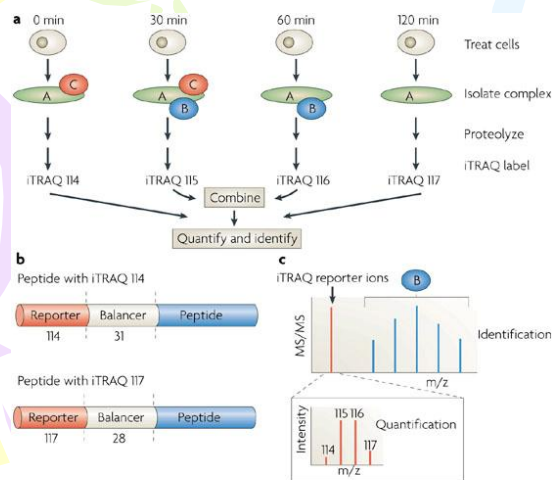 a 0 min 30 min 60 min 120 min
Treat cells
C C
A A A A
B B
Isolate complex
Proteolyze
iTRAQ label
iTRAQ 114 iTRAQ 115 iTRAQ 116 iTRAQ 117
Combine
Quantify and identify
b
Peptide with iTRAQ 114
Reporter Balancer Peptide
114 31
Peptide with iTRAQ 117
Reporter Balancer Peptide
117 28
c
iTRAQ reporter ions B
MS/MS
Identification
m/z
Intensity
115 116
114 117
Quantification
m/z